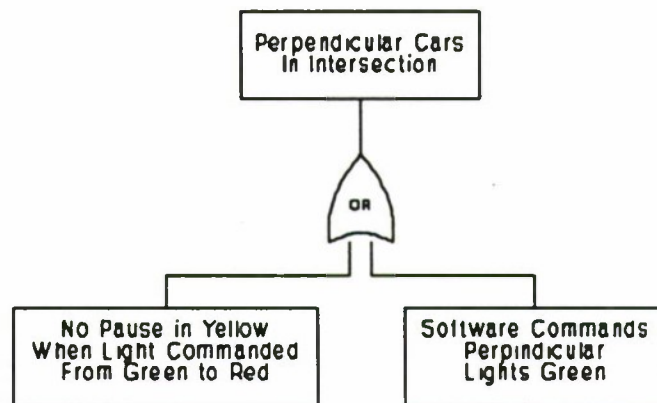 Perpendicular Cars
In Intersection
OR
No Pause in Yellow
When Light Commanded
From Green to Red
Software Commands
Perpindicular
Lights Green